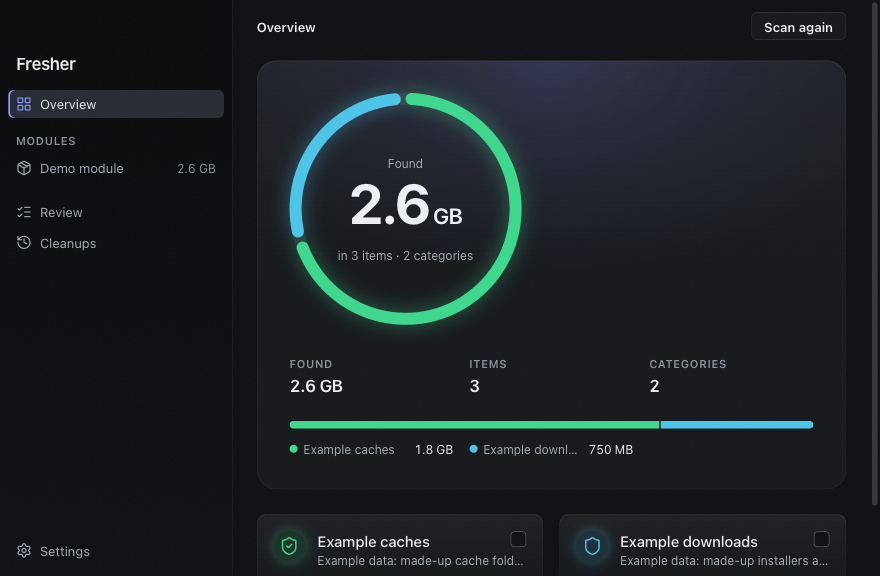 Fresher
Overview
MODULES
Demo module 2.6 GB
Review
Cleanups
Settings
Overview
Scan again
Found
2.6 GB
in 3 items · 2 categories
FOUND
2.6 GB
ITEMS
3
CATEGORIES
2
Example caches 1.8 GB
Example downl... 750 MB
Example caches
Example data: made-up cache fold...
Example downloads
Example data: made-up installers a...